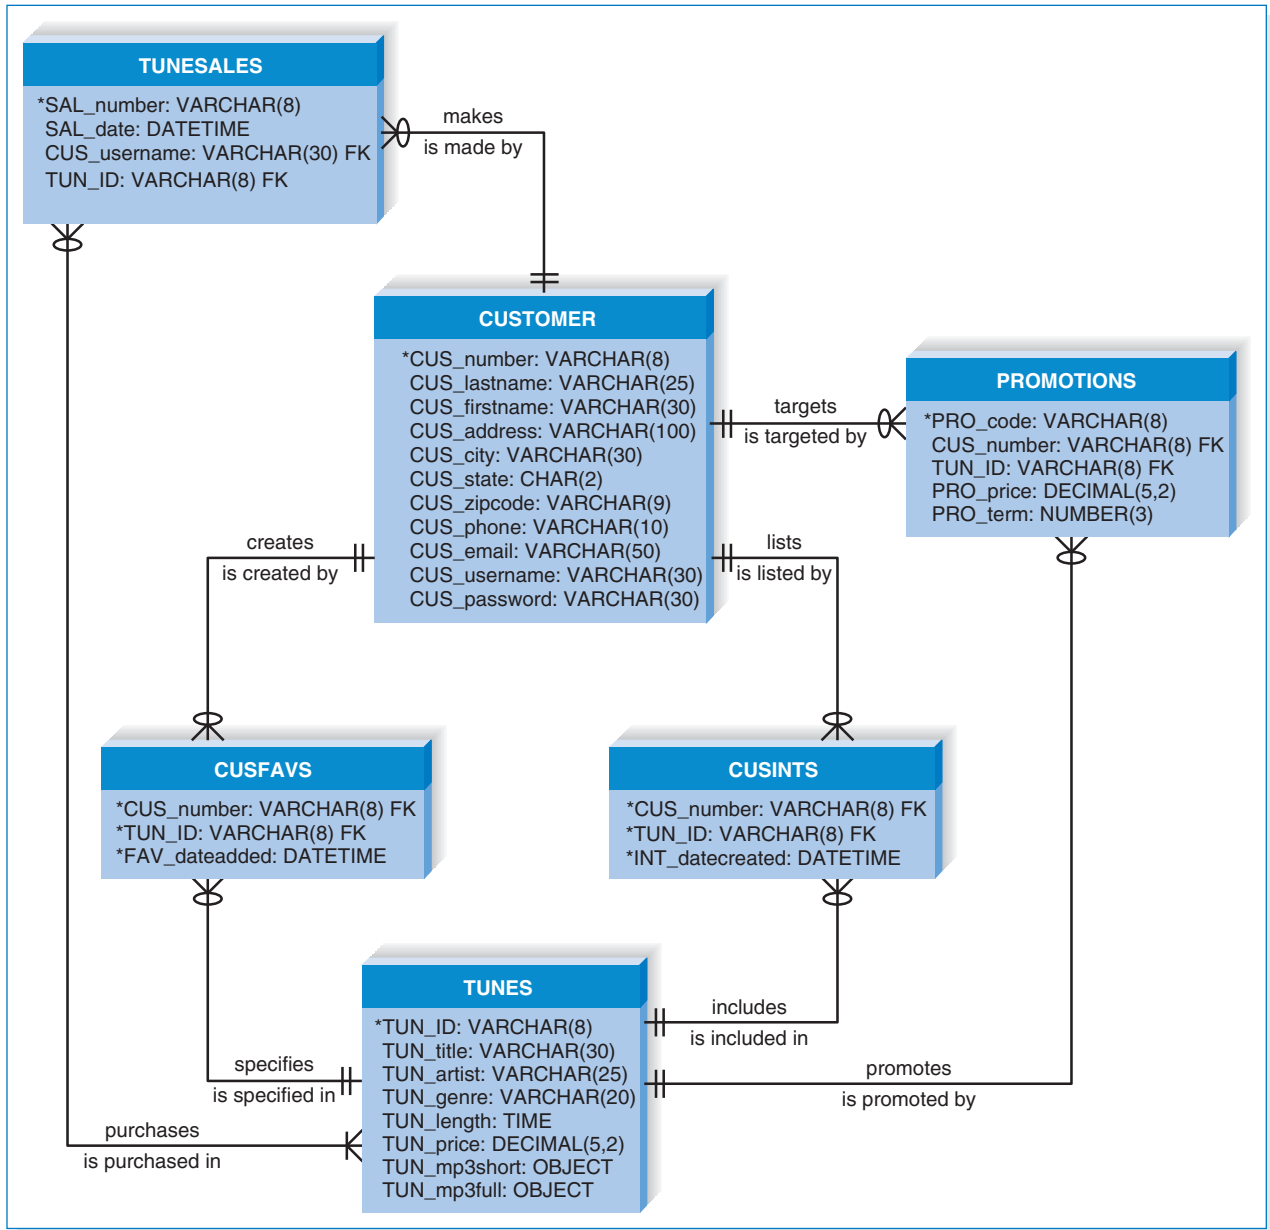 TUNESALES
*SAL_number: VARCHAR(8)
SAL_date: DATETIME
CUS_username: VARCHAR(30) FK
TUN_ID: VARCHAR(8) FK
makes
is made by
CUSTOMER
*CUS_number: VARCHAR(8)
CUS_lastname: VARCHAR(25)
CUS_firstname: VARCHAR(30)
CUS_address: VARCHAR(100)
CUS_city: VARCHAR(30)
CUS_state: CHAR(2)
CUS_zipcode: VARCHAR(9)
CUS_phone: VARCHAR(10)
CUS_email: VARCHAR(50)
CUS_username: VARCHAR(30)
CUS_password: VARCHAR(30)
targets
is targeted by
PROMOTIONS
*PRO_code: VARCHAR(8)
CUS_number: VARCHAR(8) FK
TUN_ID: VARCHAR(8) FK
PRO_price: DECIMAL(5,2)
PRO_term: NUMBER(3)
creates
is created by
lists
is listed by
CUSFAVS
*CUS_number: VARCHAR(8) FK
*TUN_ID: VARCHAR(8) FK
*FAV_dateadded: DATETIME
CUSINTS
*CUS_number: VARCHAR(8) FK
*TUN_ID: VARCHAR(8) FK
*INT_datecreated: DATETIME
TUNES
*TUN_ID: VARCHAR(8)
TUN_title: VARCHAR(30)
TUN_artist: VARCHAR(25)
TUN_genre: VARCHAR(20)
TUN_length: TIME
TUN_price: DECIMAL(5,2)
TUN_mp3short: OBJECT
TUN_mp3full: OBJECT
includes
is included in
specifies
is specified in
promotes
is promoted by
purchases
is purchased in